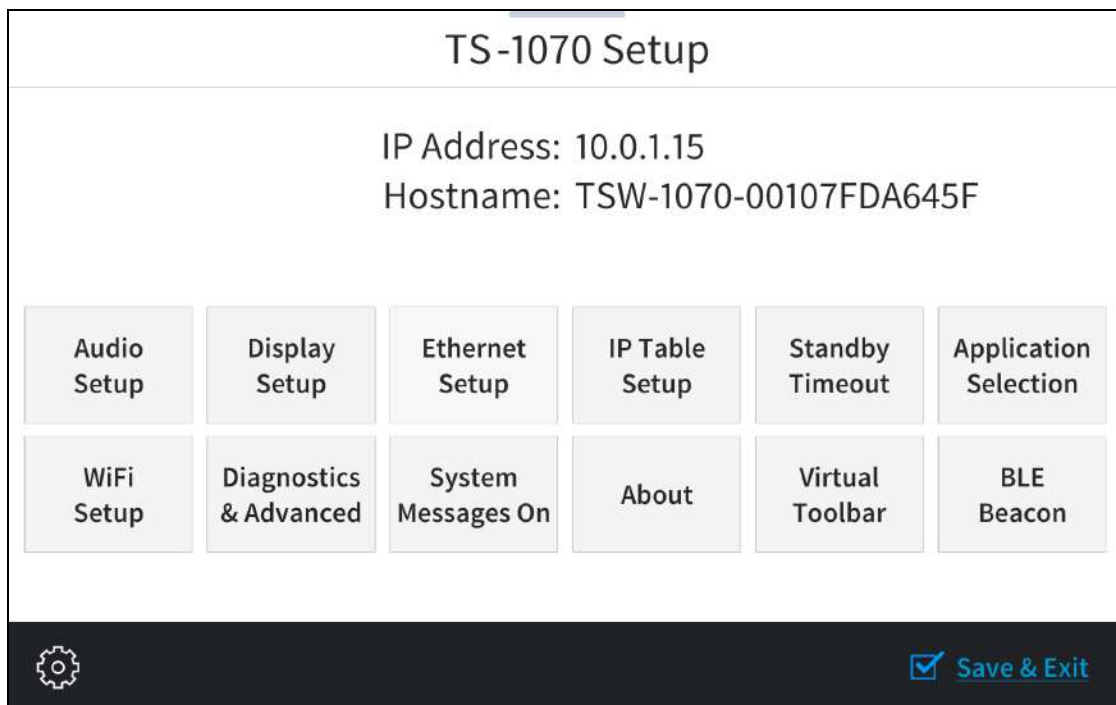 TS-1070 Setup
IP Address: 10.0.1.15
Hostname: TSW-1070-00107FDA645F
Audio
Setup
Display
Setup
Ethernet
Setup
IP Table
Setup
Standby
Timeout
Application
Selection
WiFi
Setup
Diagnostics
& Advanced
System
Messages On
About
Virtual
Toolbar
BLE
Beacon
Save & Exit